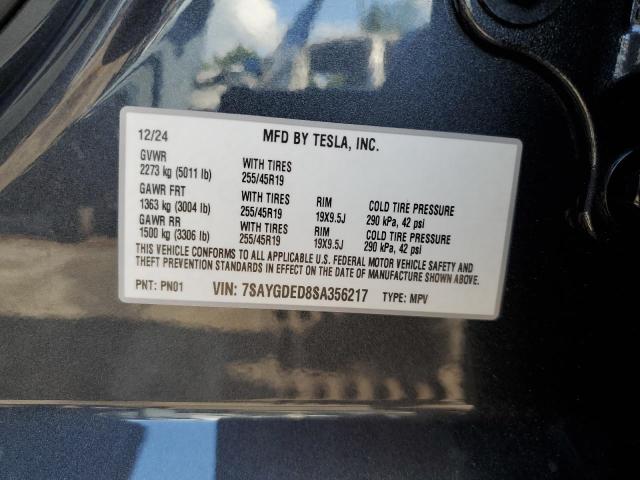 12/24 MFD BY TESLA, INC.
GVWR WITH TIRES
2273 kg (5011 lb) 255/45R19
GAWR FRT WITH TIRES RIM COLD TIRE PRESSURE
1363 kg (3004 lb) 255/45R19 19X9.5J 290 kPa, 42 psi
GAWR RR WITH TIRES RIM COLD TIRE PRESSURE
1500 kg (3306 lb) 255/45R19 19X9.5J 290 kPa, 42 psi
THIS VEHICLE CONFORMS TO ALL APPLICABLE U.S. FEDERAL MOTOR VEHICLE SAFETY AND
THEFT PREVENTION STANDARDS IN EFFECT ON THE DATE OF MANUFACTURE SHOWN ABOVE.
PNT: PN01 VIN: 7SAYGDED8SA356217 TYPE: MPV